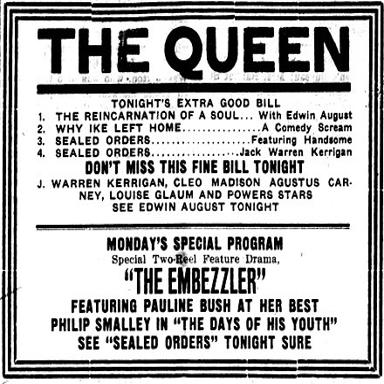 THE QUEEN
TONIGHT'S EXTRA GOOD BILL
1. THE REINCARNATION OF A SOUL... With Edwin August
2. WHY IKE LEFT HOME...............A Comedy Scream
3. SEALED ORDERS...................Featuring Handsome
4. SEALED ORDERS.................Jack Warren Kerrigan
DON'T MISS THIS FINE BILL TONIGHT
J. WARREN KERRIGAN, CLEO MADISON AGUSTUS CAR-
NEY, LOUISE GLAUM AND POWERS STARS
SEE EDWIN AUGUST TONIGHT
MONDAY'S SPECIAL PROGRAM
Special Two-Reel Feature Drama,
"THE EMBEZZLER"
FEATURING PAULINE BUSH AT HER BEST
PHILIP SMALLEY IN "THE DAYS OF HIS YOUTH"
SEE "SEALED ORDERS" TONIGHT SURE